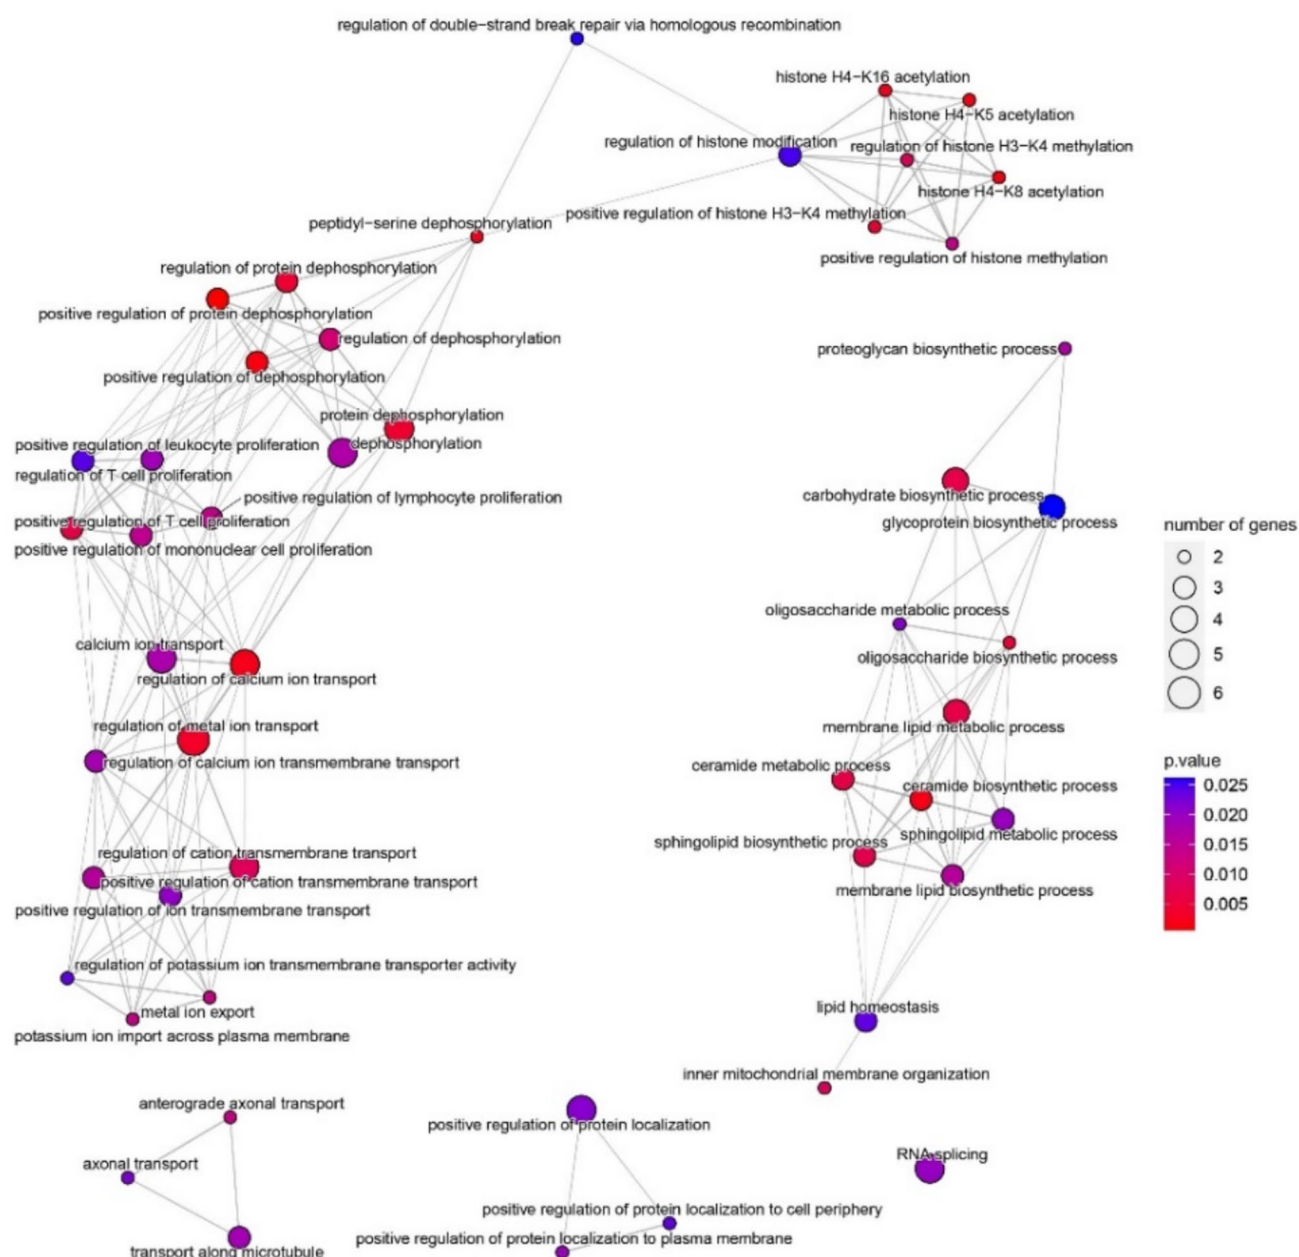 regulation of double−strand break repair via homologous recombination
histone H4−K16 acetylation
histone H4−K5 acetylation
regulation of histone modification
regulation of histone H3−K4 methylation
histone H4−K8 acetylation
positive regulation of histone H3−K4 methylation
peptidyl−serine dephosphorylation
positive regulation of histone methylation
regulation of protein dephosphorylation
positive regulation of protein dephosphorylation
regulation of dephosphorylation
proteoglycan biosynthetic process
positive regulation of dephosphorylation
protein dephosphorylation
dephosphorylation
positive regulation of leukocyte proliferation
regulation of T cell proliferation
positive regulation of lymphocyte proliferation
positive regulation of T cell proliferation
positive regulation of mononuclear cell proliferation
carbohydrate biosynthetic process
glycoprotein biosynthetic process
number of genes
2
3
4
5
6
oligosaccharide metabolic process
oligosaccharide biosynthetic process
calcium ion transport
regulation of calcium ion transport
regulation of metal ion transport
regulation of calcium ion transmembrane transport
membrane lipid metabolic process
ceramide metabolic process
ceramide biosynthetic process
sphingolipid metabolic process
sphingolipid biosynthetic process
membrane lipid biosynthetic process
p.value
0.025
0.020
0.015
0.010
0.005
regulation of cation transmembrane transport
positive regulation of cation transmembrane transport
positive regulation of ion transmembrane transport
regulation of potassium ion transmembrane transporter activity
metal ion export
potassium ion import across plasma membrane
lipid homeostasis
inner mitochondrial membrane organization
anterograde axonal transport
axonal transport
transport along microtubule
positive regulation of protein localization
positive regulation of protein localization to cell periphery
positive regulation of protein localization to plasma membrane
RNA splicing